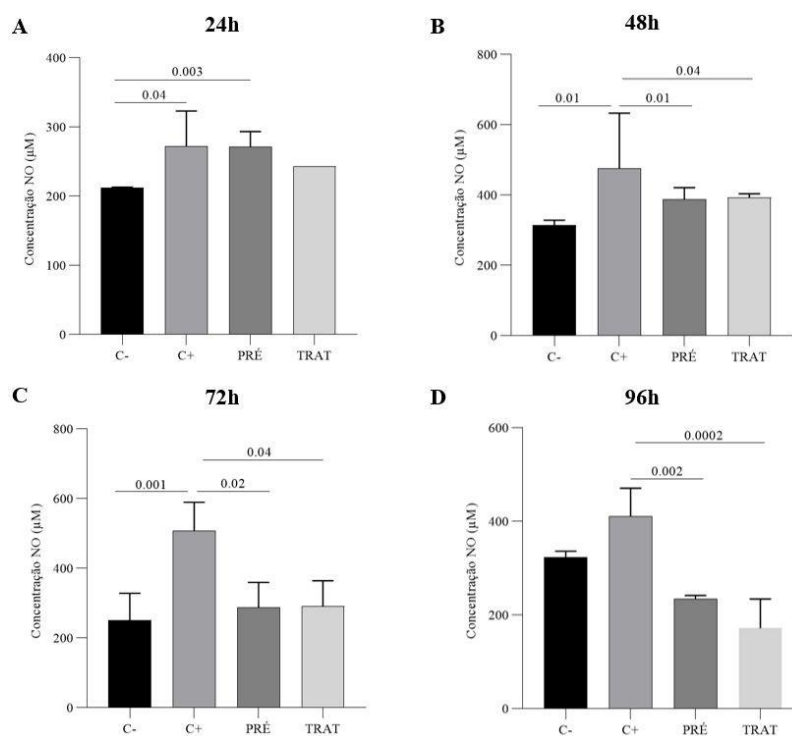 A
24h
Concentração NO (µM)
400
300
200
100
0
0.003
0.04
C-
C+
PRÉ
TRAT
B
48h
Concentração NO (µM)
800
600
400
200
0
0.04
0.01
0.01
C-
C+
PRÉ
TRAT
C
72h
Concentração NO (µM)
800
600
400
200
0
0.04
0.001
0.02
C-
C+
PRÉ
TRAT
D
96h
Concentração NO (µM)
600
400
200
0
0.0002
0.002
C-
C+
PRÉ
TRAT